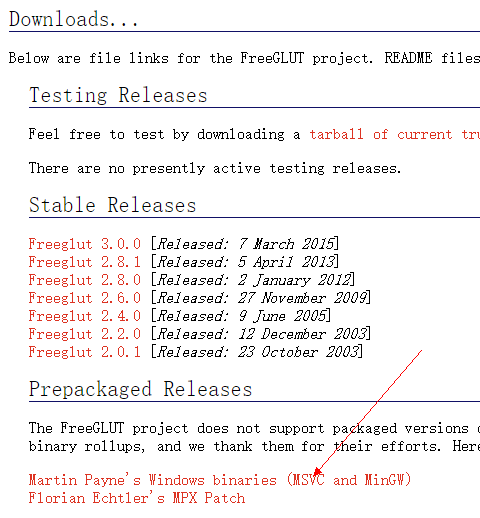 Downloads...
Below are file links for the FreeGLUT project. README files
Testing Releases
Feel free to test by downloading a tarball of current tru
There are no presently active testing releases.
Stable Releases
Freeglut 3.0.0 [Released: 7 March 2015]
Freeglut 2.8.1 [Released: 5 April 2013]
Freeglut 2.8.0 [Released: 2 January 2012]
Freeglut 2.6.0 [Released: 27 November 2009]
Freeglut 2.4.0 [Released: 9 June 2005]
Freeglut 2.2.0 [Released: 12 December 2003]
Freeglut 2.0.1 [Released: 23 October 2003]
Prepackaged Releases
The FreeGLUT project does not support packaged versions
binary rollups, and we thank them for their efforts. Here
Martin Payne's Windows binaries (MSVC and MinGW)
Florian Echtler's MPX Patch